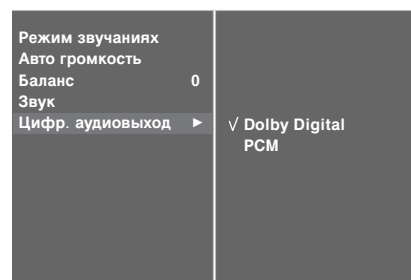 Режим звучаниях
Авто громкость
Баланс 0
Звук
Цифр. аудиовыход ►
√ Dolby Digital
PCM